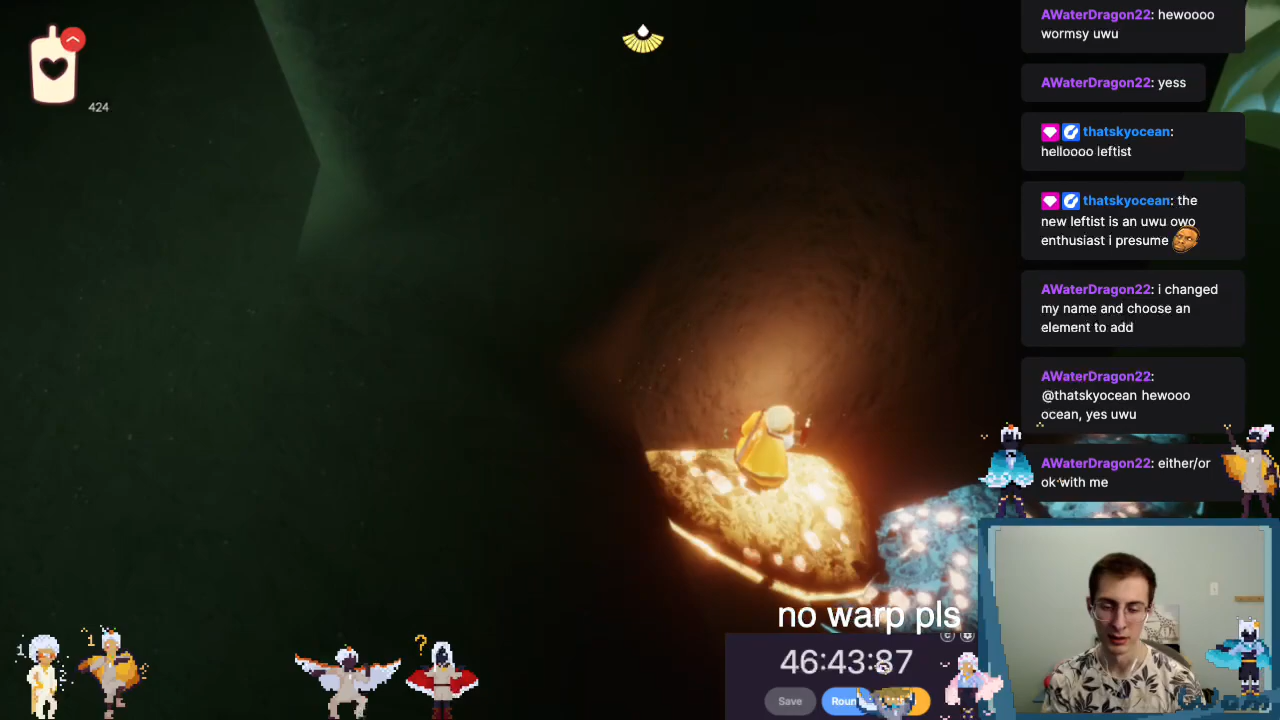 424
AWaterDragon22: hewoooo
wormsy uwu
AWaterDragon22: yess
thatskyocean:
helloooo leftist
thatskyocean: the
new leftist is an uwu owo
enthusiast i presume
AWaterDragon22: i changed
my name and choose an
element to add
AWaterDragon22:
@thatskyocean hewooo
ocean, yes uwu
AWaterDragon22: either/or
ok with me
no warp pls
46:43:87
Save
1
1
?